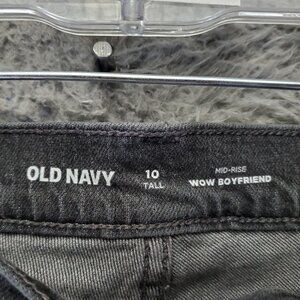 OLD NAVY
10
TALL
MID-RISE
WOW BOYFRIEND